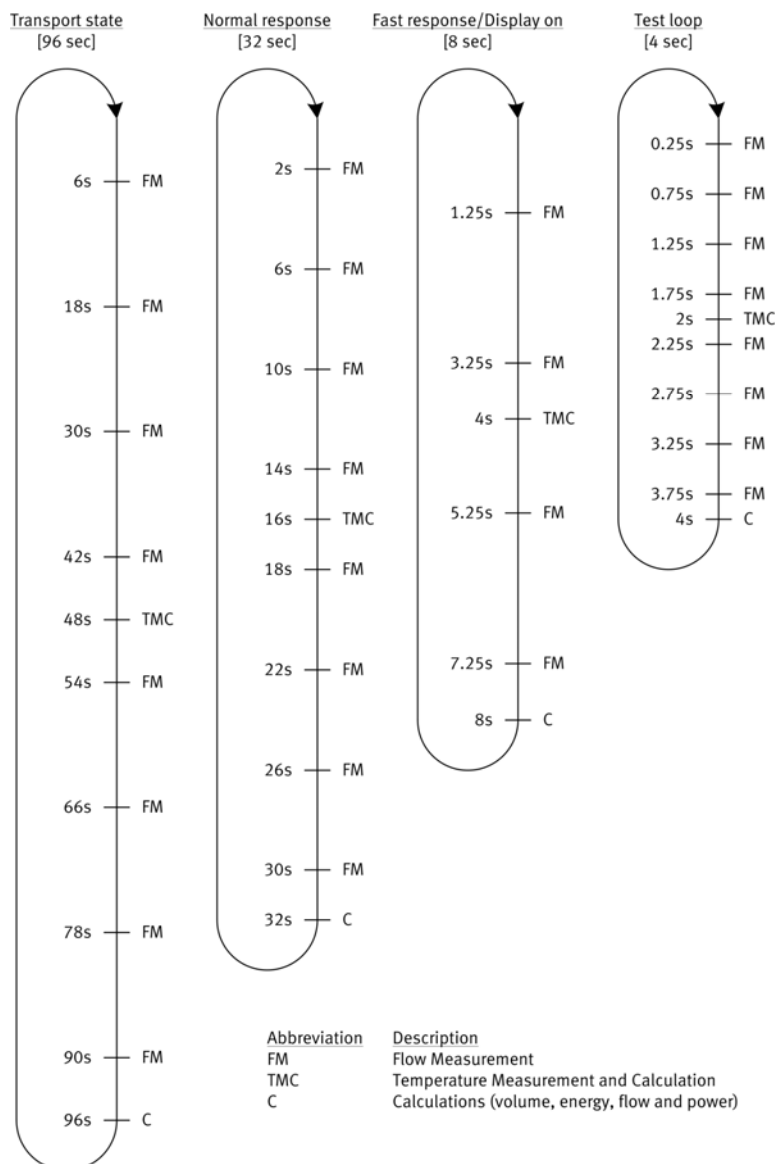 Transport state
[96 sec]
6s FM
18s FM
30s FM
42s FM
48s TMC
54s FM
66s FM
78s FM
90s FM
96s C
Normal response
[32 sec]
2s FM
6s FM
10s FM
14s FM
16s TMC
18s FM
22s FM
26s FM
30s FM
32s C
Fast response/Display on
[8 sec]
1.25s FM
3.25s FM
4s TMC
5.25s FM
7.25s FM
8s C
Test loop
[4 sec]
0.25s FM
0.75s FM
1.25s FM
1.75s FM
2s TMC
2.25s FM
2.75s FM
3.25s FM
3.75s FM
4s C
Abbreviation Description
FM Flow Measurement
TMC Temperature Measurement and Calculation
C Calculations (volume, energy, flow and power)